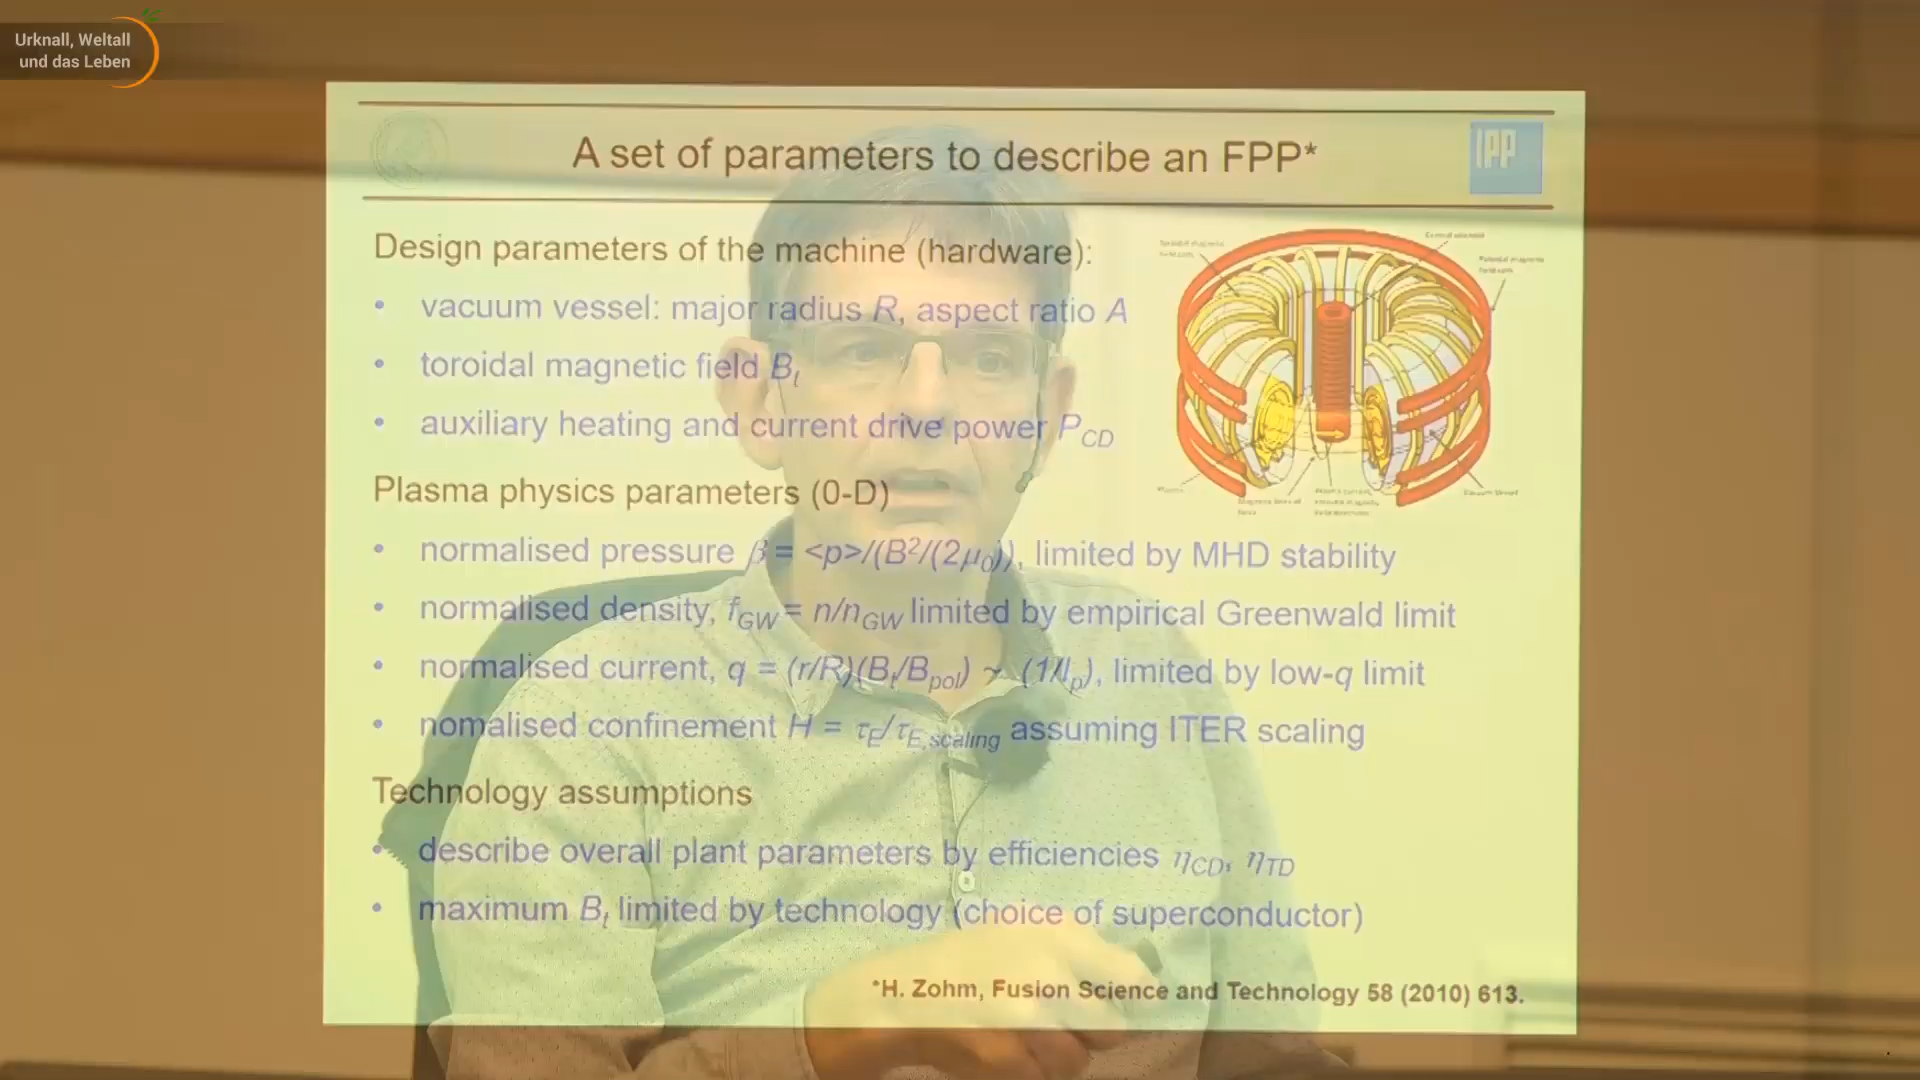 Urknall, Weltall
und das Leben
A set of parameters to describe an FPP*
IPP
Design parameters of the machine (hardware):
• vacuum vessel: major radius R, aspect ratio A
• toroidal magnetic field Bt
• auxiliary heating and current drive power PCD
Plasma physics parameters (0-D)
• normalised pressure β = <p>/(B²/(2μ0)), limited by MHD stability
• normalised density, fGW = n/nGW limited by empirical Greenwald limit
• normalised current, q = (r/R)(Bt/Bpol) ~ (1/Ip), limited by low-q limit
• nomalised confinement H = τE/τE,scaling assuming ITER scaling
Technology assumptions
• describe overall plant parameters by efficiencies ηCD, ηTD
• maximum Bt limited by technology (choice of superconductor)
*H. Zohm, Fusion Science and Technology 58 (2010) 613.